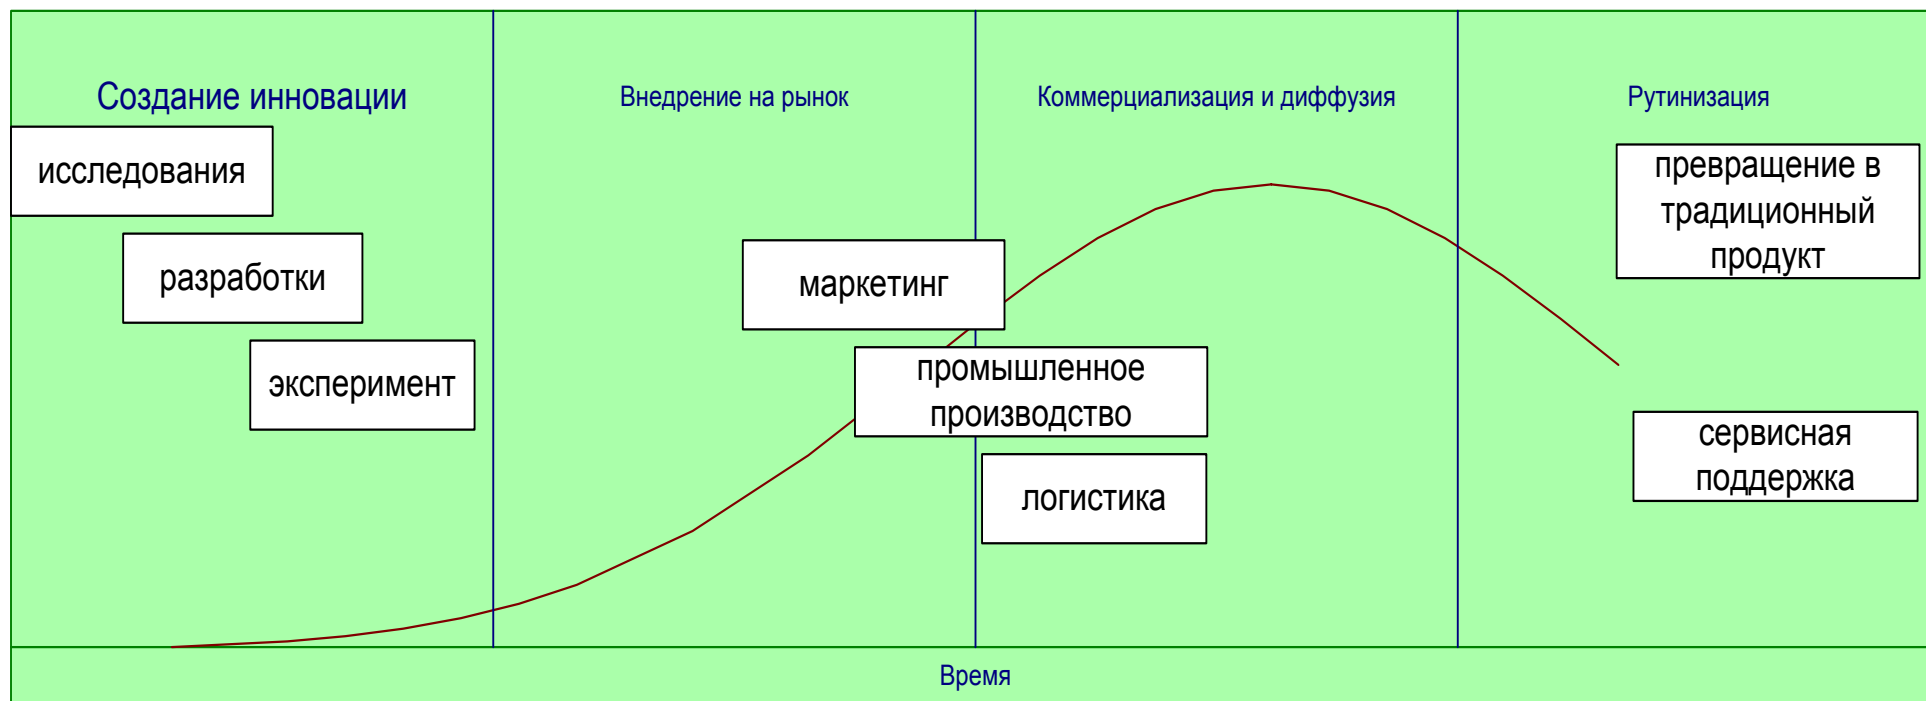 Создание инновации
Внедрение на рынок
Коммерциализация и диффузия
Рутинизация
исследования
разработки
эксперимент
маркетинг
промышленное
производство
логистика
превращение в
традиционный
продукт
сервисная
поддержка
Время